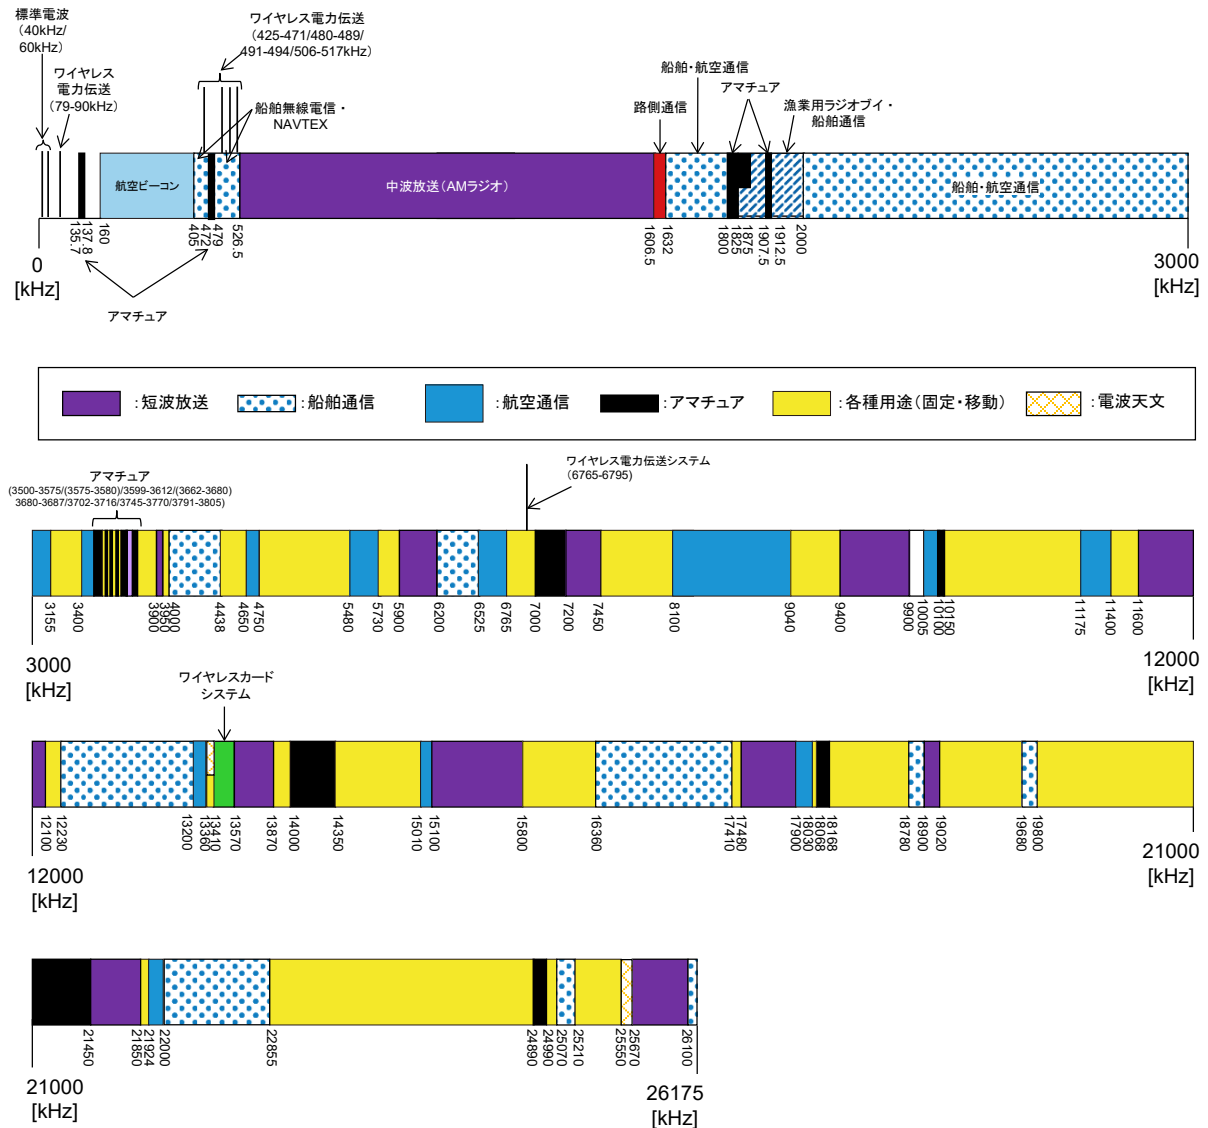 標準電波
（40kHz/
60kHz）
ワイヤレス
電力伝送
（79-90kHz）
ワイヤレス電力伝送
（425-471/480-489/
491-494/506-517kHz）
船舶無線電信・
NAVTEX
路側通信
船舶・航空通信
アマチュア
漁業用ラジオブイ・
船舶通信
航空ビーコン
中波放送（AMラジオ）
船舶・航空通信
135.7
137.8
160
405
472
479
526.5
1606.5
1632
1800
1825
1875
1907.5
1912.5
2000
0
[kHz]
3000
[kHz]
アマチュア
：短波放送
：船舶通信
：航空通信
：アマチュア
：各種用途（固定・移動）
：電波天文
アマチュア
(3500-3575/(3575-3580)/3599-3612/(3662-3680)
3680-3687/3702-3716/3745-3770/3791-3805)
ワイヤレス電力伝送システム
（6765-6795）
3155
3400
3900
3950
4000
4438
4650
4750
5480
5730
5900
6200
6525
6765
7000
7200
7450
8100
9040
9400
9900
10005
10100
10150
11175
11400
11600
3000
[kHz]
12000
[kHz]
ワイヤレスカード
システム
12100
12230
13200
13360
13410
13570
13870
14000
14350
15010
15100
15800
16360
17410
17480
17900
18030
18068
18168
18780
18900
19020
19680
19800
12000
[kHz]
21000
[kHz]
21450
21850
21924
22000
22855
24890
24990
25070
25210
25550
25670
26100
21000
[kHz]
26175
[kHz]